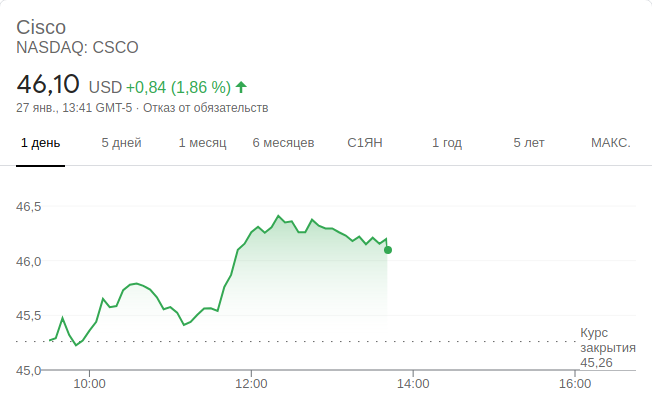 Cisco
NASDAQ: CSCO
46,10 USD +0,84 (1,86 %)
27 янв., 13:41 GMT-5 · Отказ от обязательств
1 день 5 дней 1 месяц 6 месяцев С1ЯН 1 год 5 лет МАКС.
46,5
46,0
45,5
Курс
закрытия
45,26
45,0
10:00 12:00 14:00 16:00